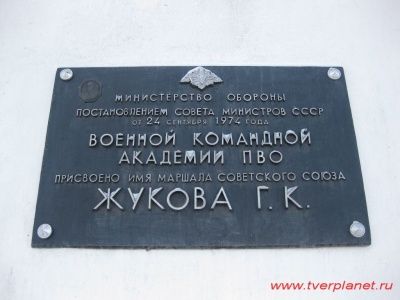 МИНИСТЕРСТВО ОБОРОНЫ
ПОСТАНОВЛЕНИЕМ СОВЕТА МИНИСТРОВ СССР
ОТ 24 СЕНТЯБРЯ 1974 ГОДА
ВОЕННОЙ КОМАНДНОЙ
АКАДЕМИИ ПВО
ПРИСВОЕНО ИМЯ МАРШАЛА СОВЕТСКОГО СОЮЗА
ЖУКОВА Г. К.
www.tverplanet.ru